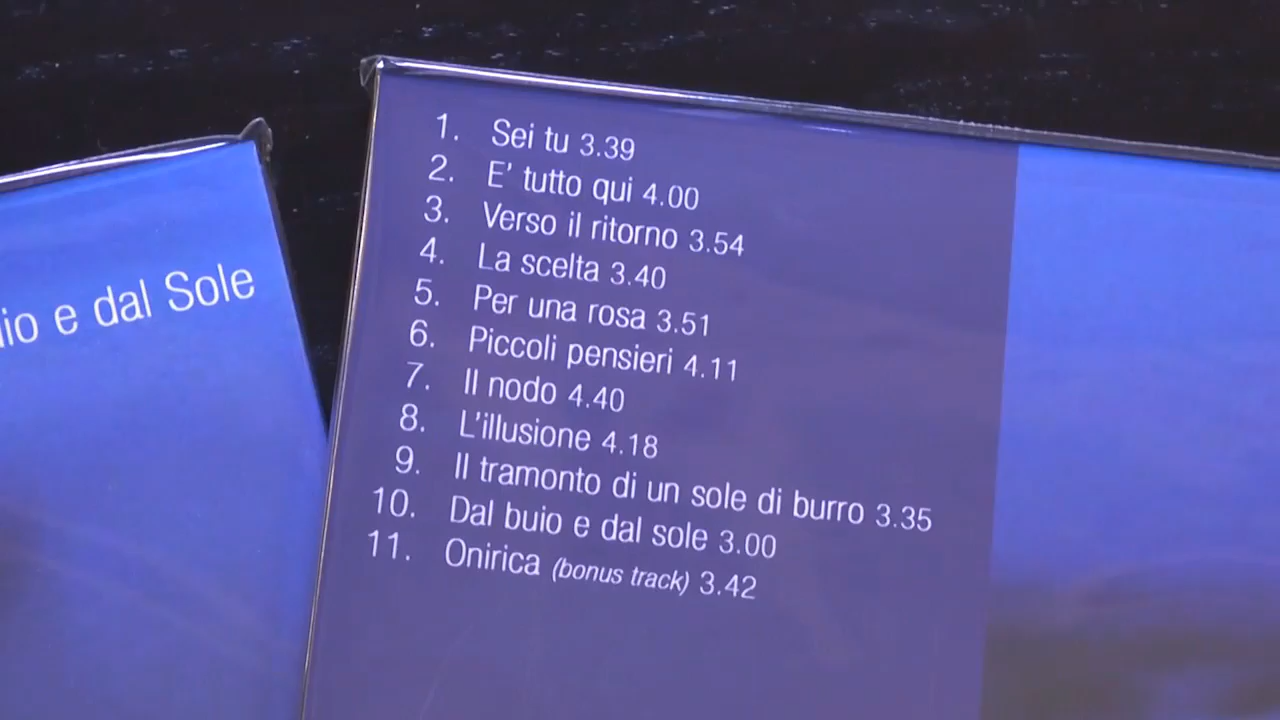 e dal Sole
1. Sei tu 3.39
2. E' tutto qui 4.00
3. Verso il ritorno 3.54
4. La scelta 3.40
5. Per una rosa 3.51
6. Piccoli pensieri 4.11
7. Il nodo 4.40
8. L'illusione 4.18
9. Il tramonto di un sole di burro 3.35
10. Dal buio e dal sole 3.00
11. Onirica (bonus track) 3.42